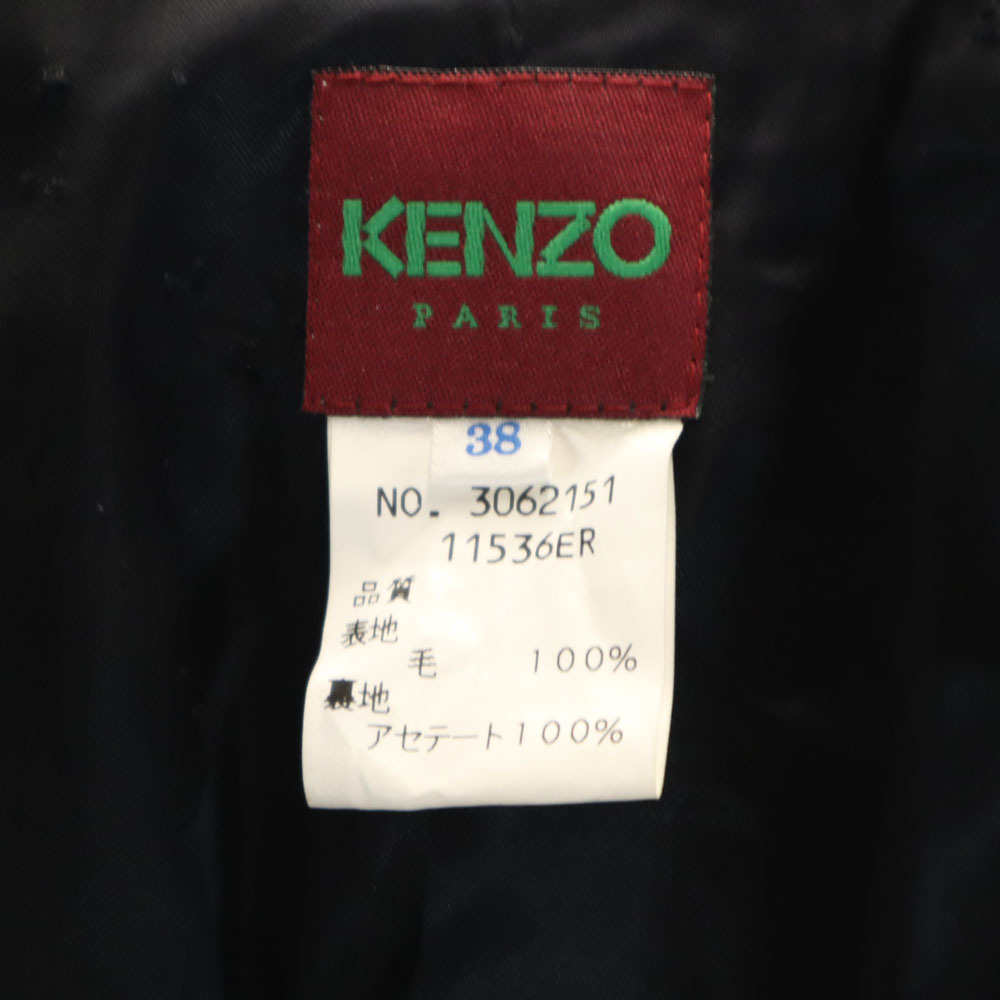 KENZO
PARIS
38
NO. 3062151
11536ER
品質
表地
毛 100%
裏地
アセテート100%